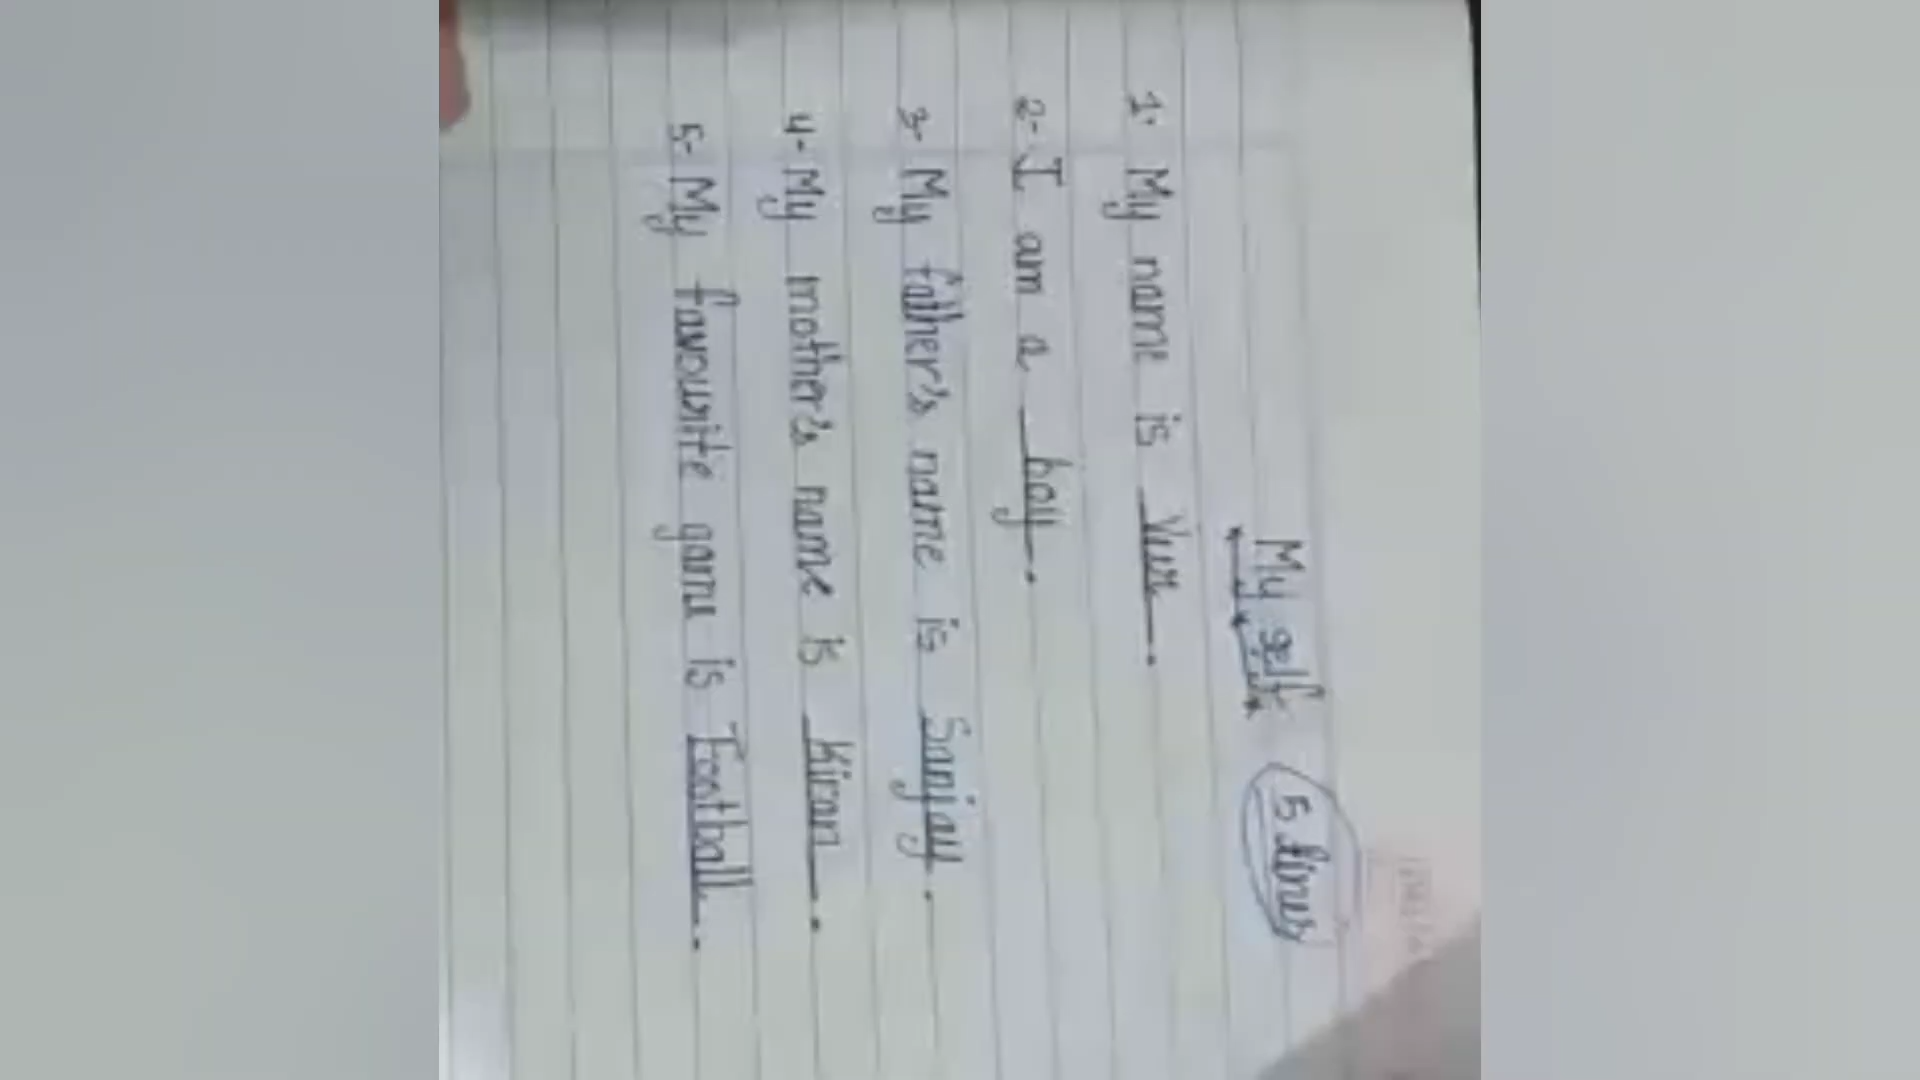 My self 5 lines
1. My name is Veer.
2- I am a boy.
3- My father's name is Sanjay.
4- My mother's name is Kiran.
5- My favourite game is Football.